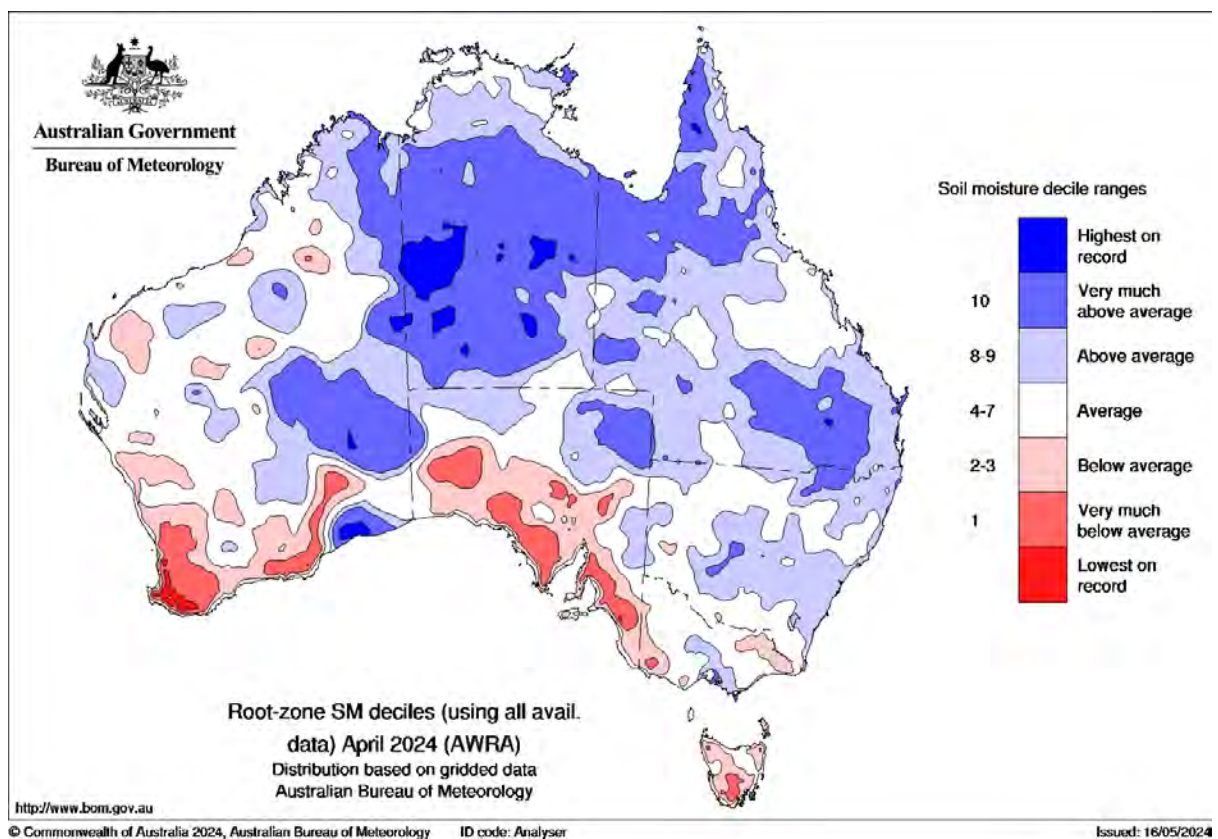 Australian Government
Bureau of Meteorology
Soil moisture decile ranges
Highest on
record
10
Very much
above average
8-9
Above average
4-7
Average
2-3
Below average
1
Very much
below average
Lowest on
record
Root-zone SM deciles (using all avail.
data) April 2024 (AWRA)
Distribution based on gridded data
Australian Bureau of Meteorology
http://www.bom.gov.au
© Commonwealth of Australia 2024, Australian Bureau of Meteorology ID code: Analyser Issued: 16/05/2024